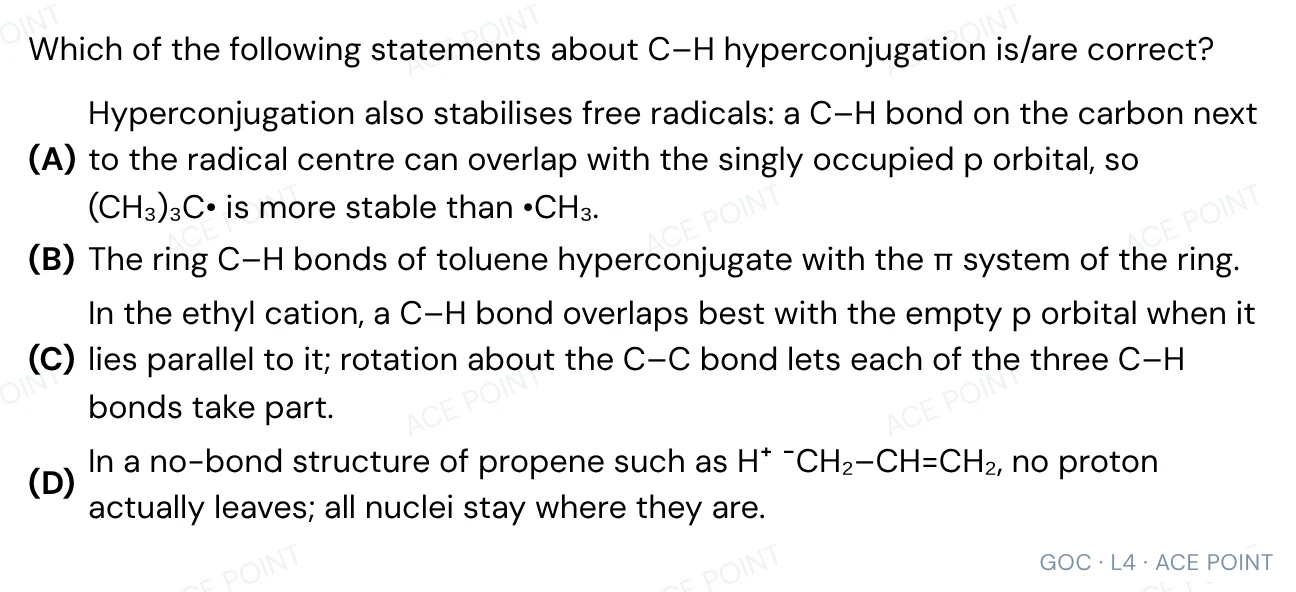 Which of the following statements about C–H hyperconjugation is/are correct?
Hyperconjugation also stabilises free radicals: a C–H bond on the carbon next
(A) to the radical centre can overlap with the singly occupied p orbital, so
(CH₃)₃C• is more stable than •CH₃.
(B) The ring C–H bonds of toluene hyperconjugate with the π system of the ring.
In the ethyl cation, a C–H bond overlaps best with the empty p orbital when it
(C) lies parallel to it; rotation about the C–C bond lets each of the three C–H
bonds take part.
In a no-bond structure of propene such as H⁺ ⁻CH₂–CH=CH₂, no proton
(D) actually leaves; all nuclei stay where they are.
GOC · L4 · ACE POINT